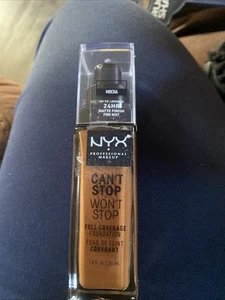 MOCHA
UP TO / JUSQU'À
24HR
MATTE FINISH
FINI MAT
NYX
PROFESSIONAL
MAKEUP
CAN'T
STOP
WON'T
STOP
FULL COVERAGE
FOUNDATION
FOND DE TEINT
COUVRANT